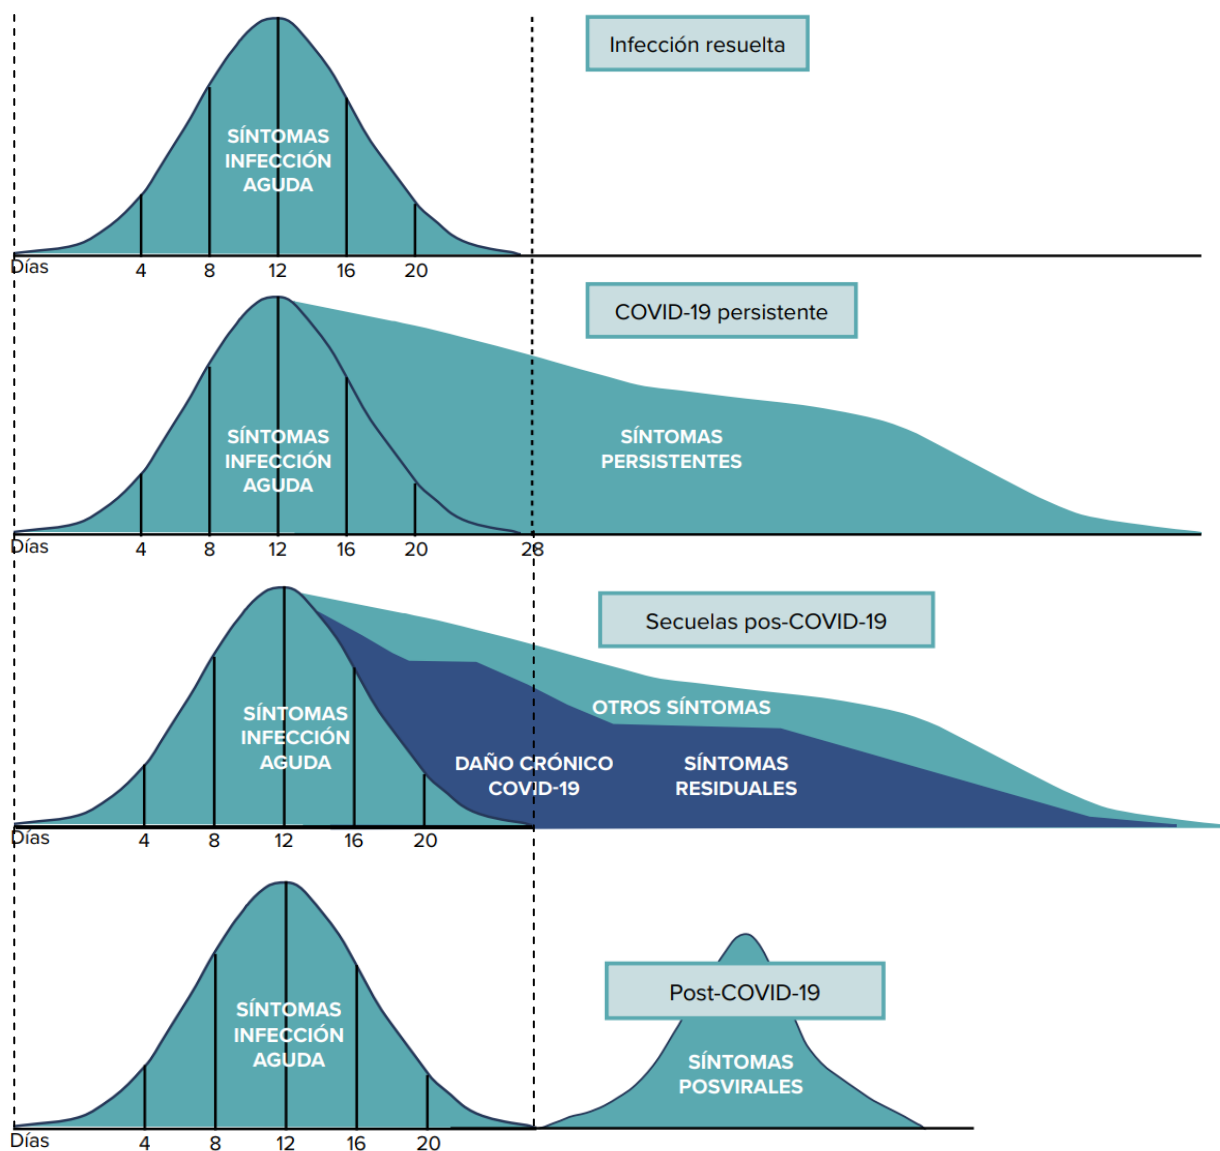 Infección resuelta
SÍNTOMAS
INFECCIÓN
AGUDA
Días 4 8 12 16 20
COVID-19 persistente
SÍNTOMAS
INFECCIÓN
AGUDA
SÍNTOMAS
PERSISTENTES
Días 4 8 12 16 20 28
Secuelas pos-COVID-19
OTROS SÍNTOMAS
SÍNTOMAS
INFECCIÓN
AGUDA
DAÑO CRÓNICO
COVID-19
SÍNTOMAS
RESIDUALES
Días 4 8 12 16 20
Post-COVID-19
SÍNTOMAS
INFECCIÓN
AGUDA
SÍNTOMAS
POSVIRALES
Días 4 8 12 16 20